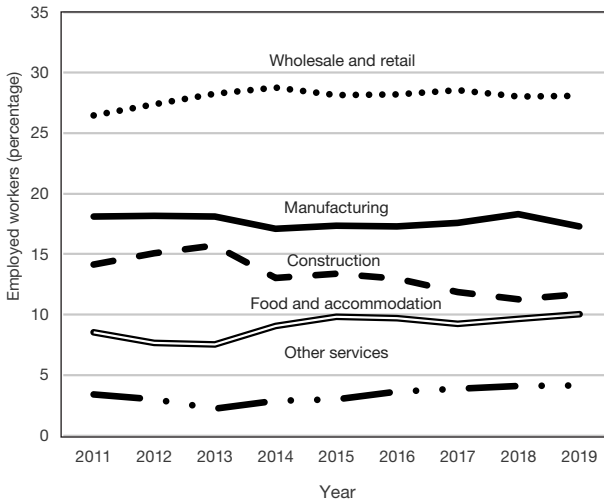 35
30
25
20
15
10
5
0
Employed workers (percentage)
Wholesale and retail
Manufacturing
Construction
Food and accommodation
Other services
2011 2012 2013 2014 2015 2016 2017 2018 2019
Year